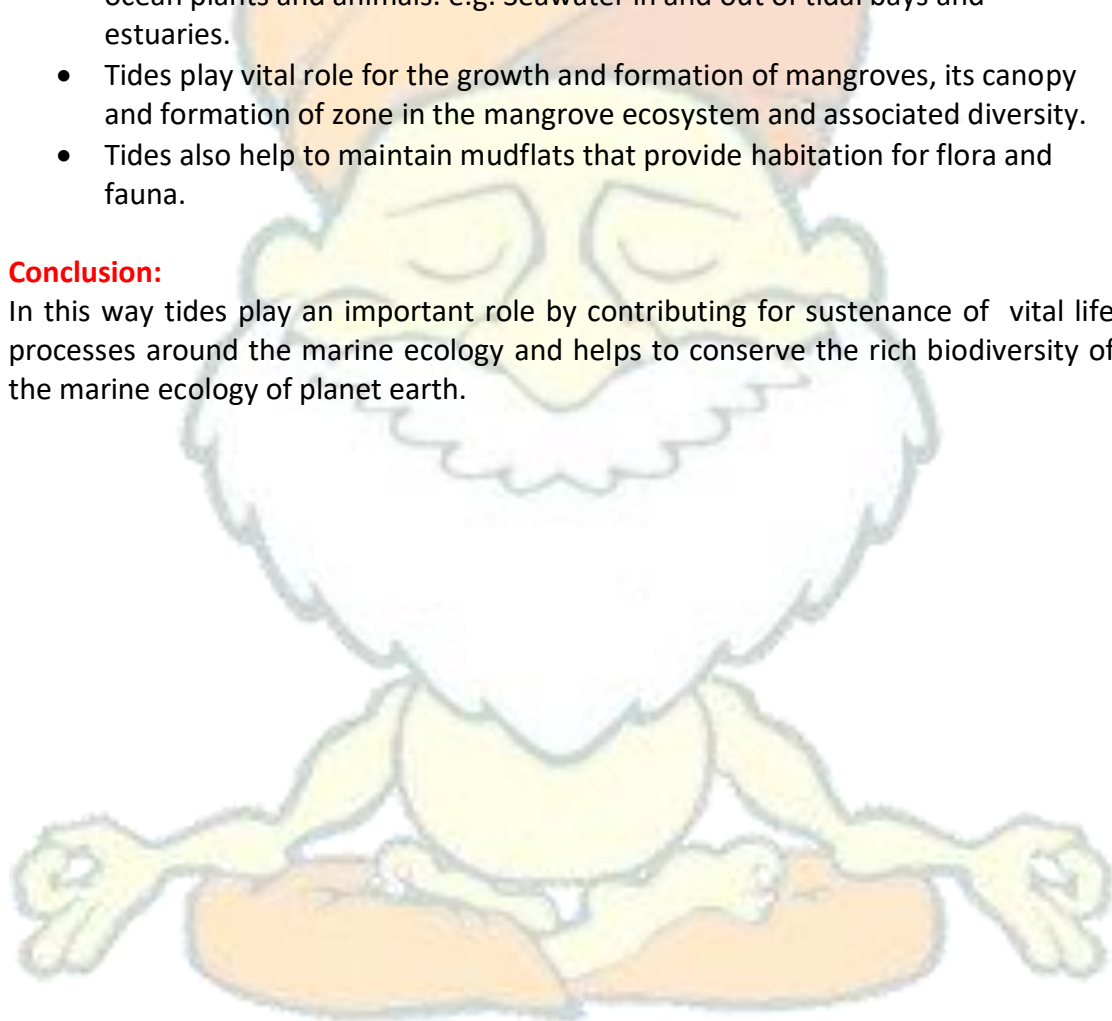 ocean plants and animals. e.g. Seawater in and out of tidal bays and
estuaries.
• Tides play vital role for the growth and formation of mangroves, its canopy
and formation of zone in the mangrove ecosystem and associated diversity.
• Tides also help to maintain mudflats that provide habitation for flora and
fauna.
Conclusion:
In this way tides play an important role by contributing for sustenance of vital life
processes around the marine ecology and helps to conserve the rich biodiversity of
the marine ecology of planet earth.